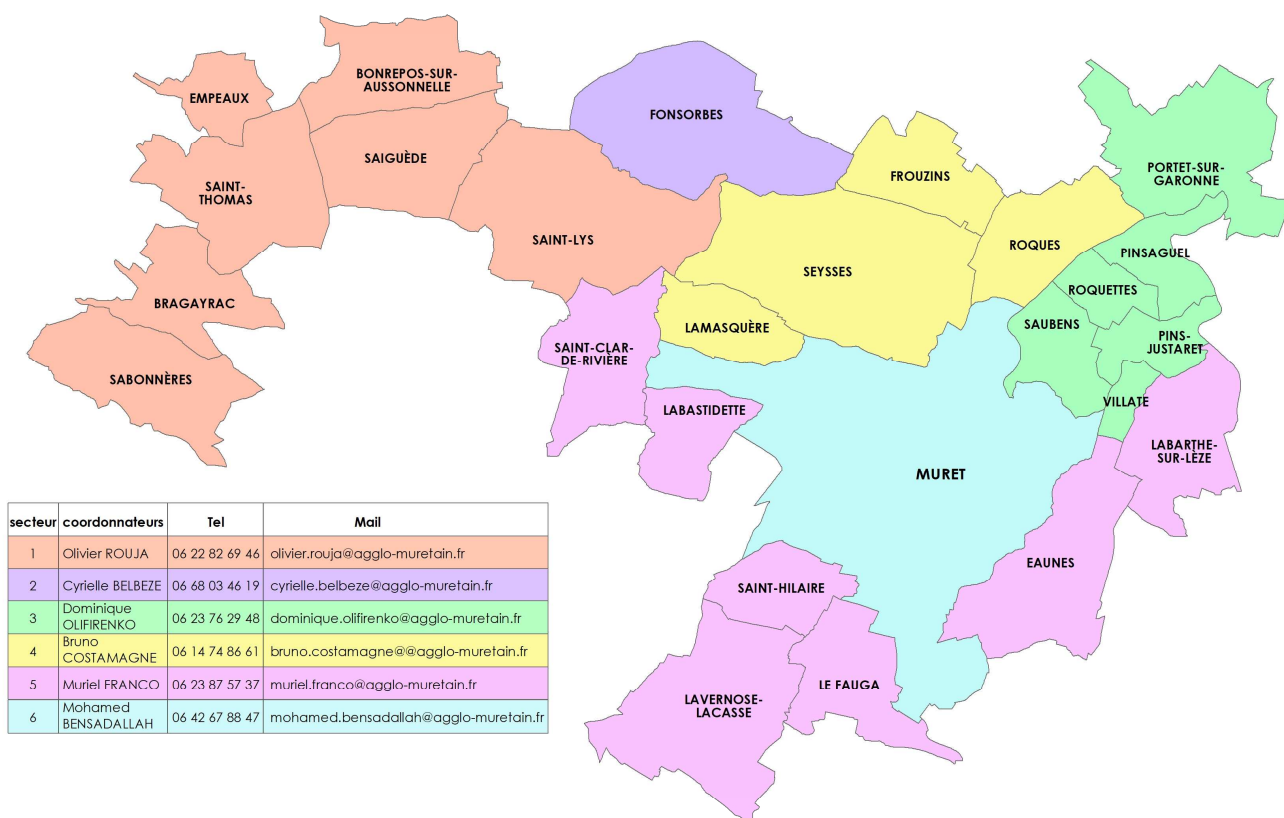 BONREPOS-SUR-
AUSSONNELLE
EMPEAUX
FONSORBES
SAIGUÈDE
FROUZINS
PORTET-SUR-
GARONNE
SAINT-
THOMAS
SAINT-LYS
ROQUES
PINSAGUEL
SEYSSES
ROQUETTES
BRAGAYRAC
LAMASQUÈRE
SAUBENS
PINS-
JUSTARET
SAINT-CLAR-
DE-RIVIÈRE
SABONNÈRES
LABASTIDETTE
VILLATE
LABARTHE-
SUR-LÈZE
MURET
EAUNES
SAINT-HILAIRE
LE FAUGA
LAVERNOSE-
LACASSE
secteur coordonnateurs Tel Mail
1 Olivier ROUJA 06 22 82 69 46 olivier.rouja@agglo-muretain.fr
2 Cyrielle BELBEZE 06 68 03 46 19 cyrielle.belbeze@agglo-muretain.fr
3 Dominique OLIFIRENKO 06 23 76 29 48 dominique.olifirenko@agglo-muretain.fr
4 Bruno COSTAMAGNE 06 14 74 86 61 bruno.costamagne@@agglo-muretain.fr
5 Muriel FRANCO 06 23 87 57 37 muriel.franco@agglo-muretain.fr
6 Mohamed BENSADALLAH 06 42 67 88 47 mohamed.bensadallah@agglo-muretain.fr